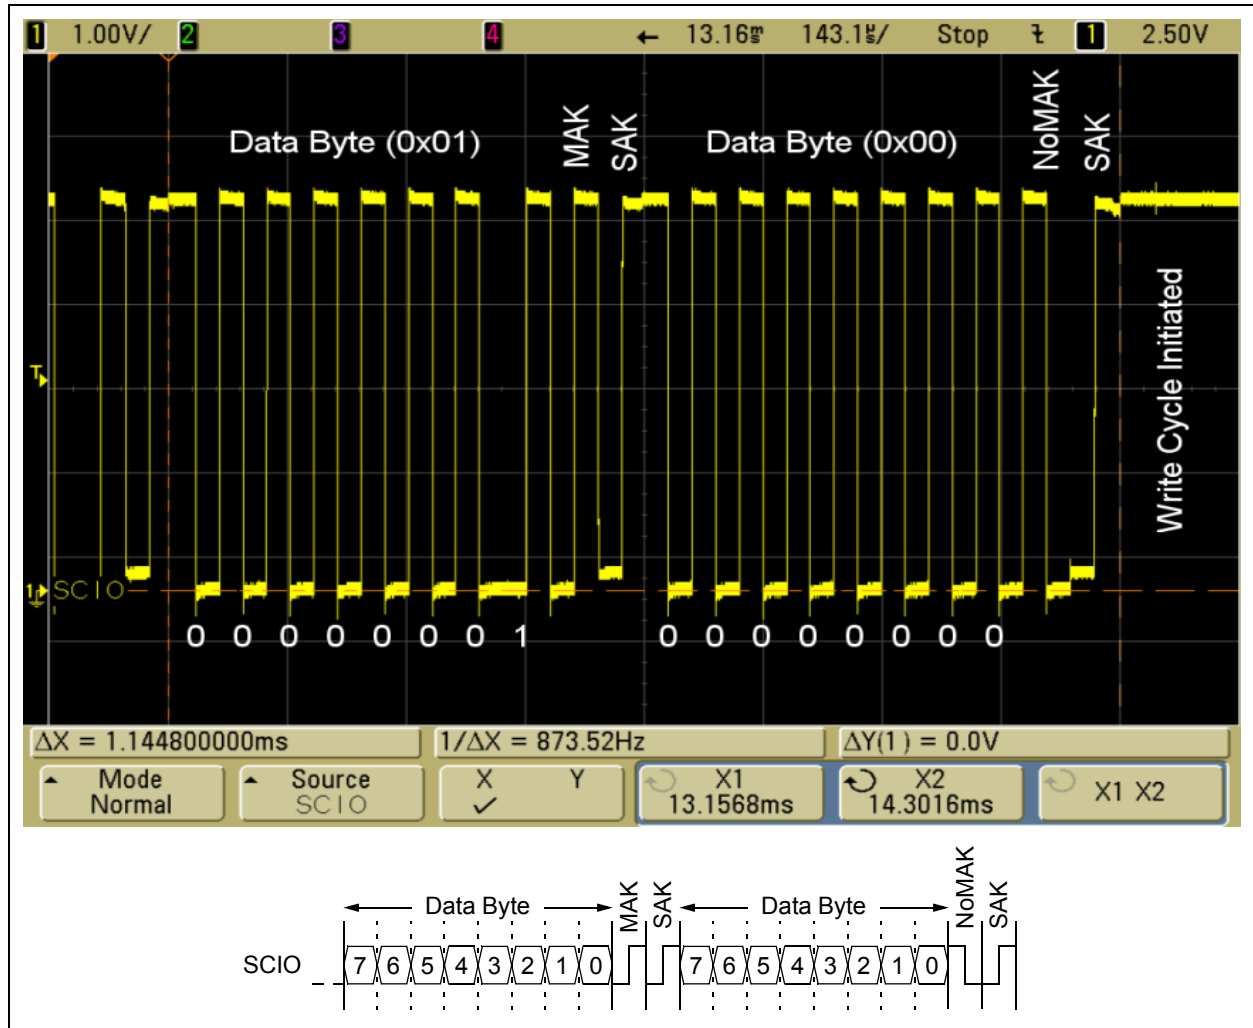 1 1.00V/ 2 3 4 13.16ms 143.1µs/ Stop 1 2.50V
Data Byte (0x01) MAK SAK Data Byte (0x00) NoMAK SAK
T
Write Cycle Initiated
1 SCIO
0 0 0 0 0 0 0 1 0 0 0 0 0 0 0 0
ΔX = 1.144800000ms 1/ΔX = 873.52Hz ΔY(1) = 0.0V
Mode Source X Y X1 X2 X1 X2
Normal SCIO ✓ 13.1568ms 14.3016ms
Data Byte MAK SAK Data Byte NoMAK SAK
SCIO 7 6 5 4 3 2 1 0 7 6 5 4 3 2 1 0